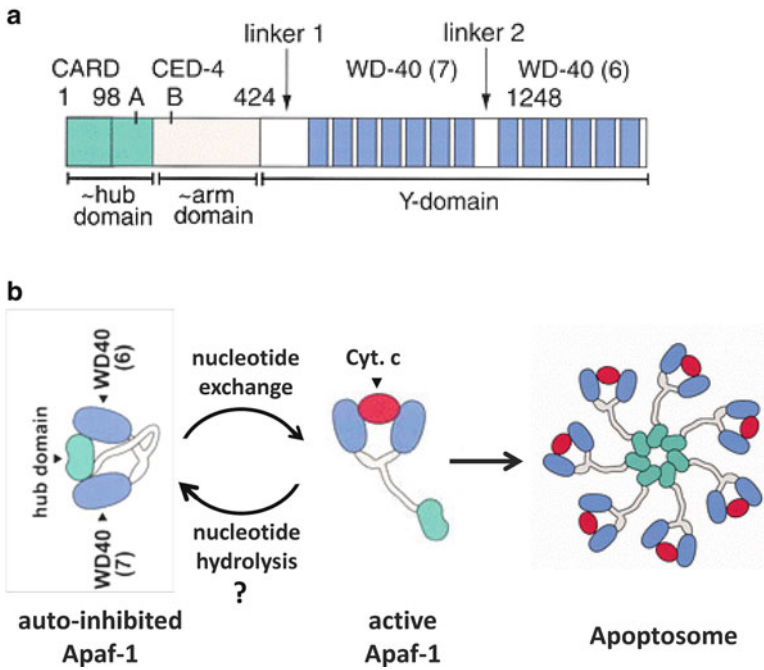 a
linker 1 linker 2
CARD CED-4 WD-40 (7) WD-40 (6)
1 98 A B 424 1248
~hub
domain
~arm
domain
Y-domain
b
WD40
(6)
hub domain
WD40
(7)
nucleotide
exchange
nucleotide
hydrolysis
?
Cyt. c
auto-inhibited
Apaf-1
active
Apaf-1
Apoptosome